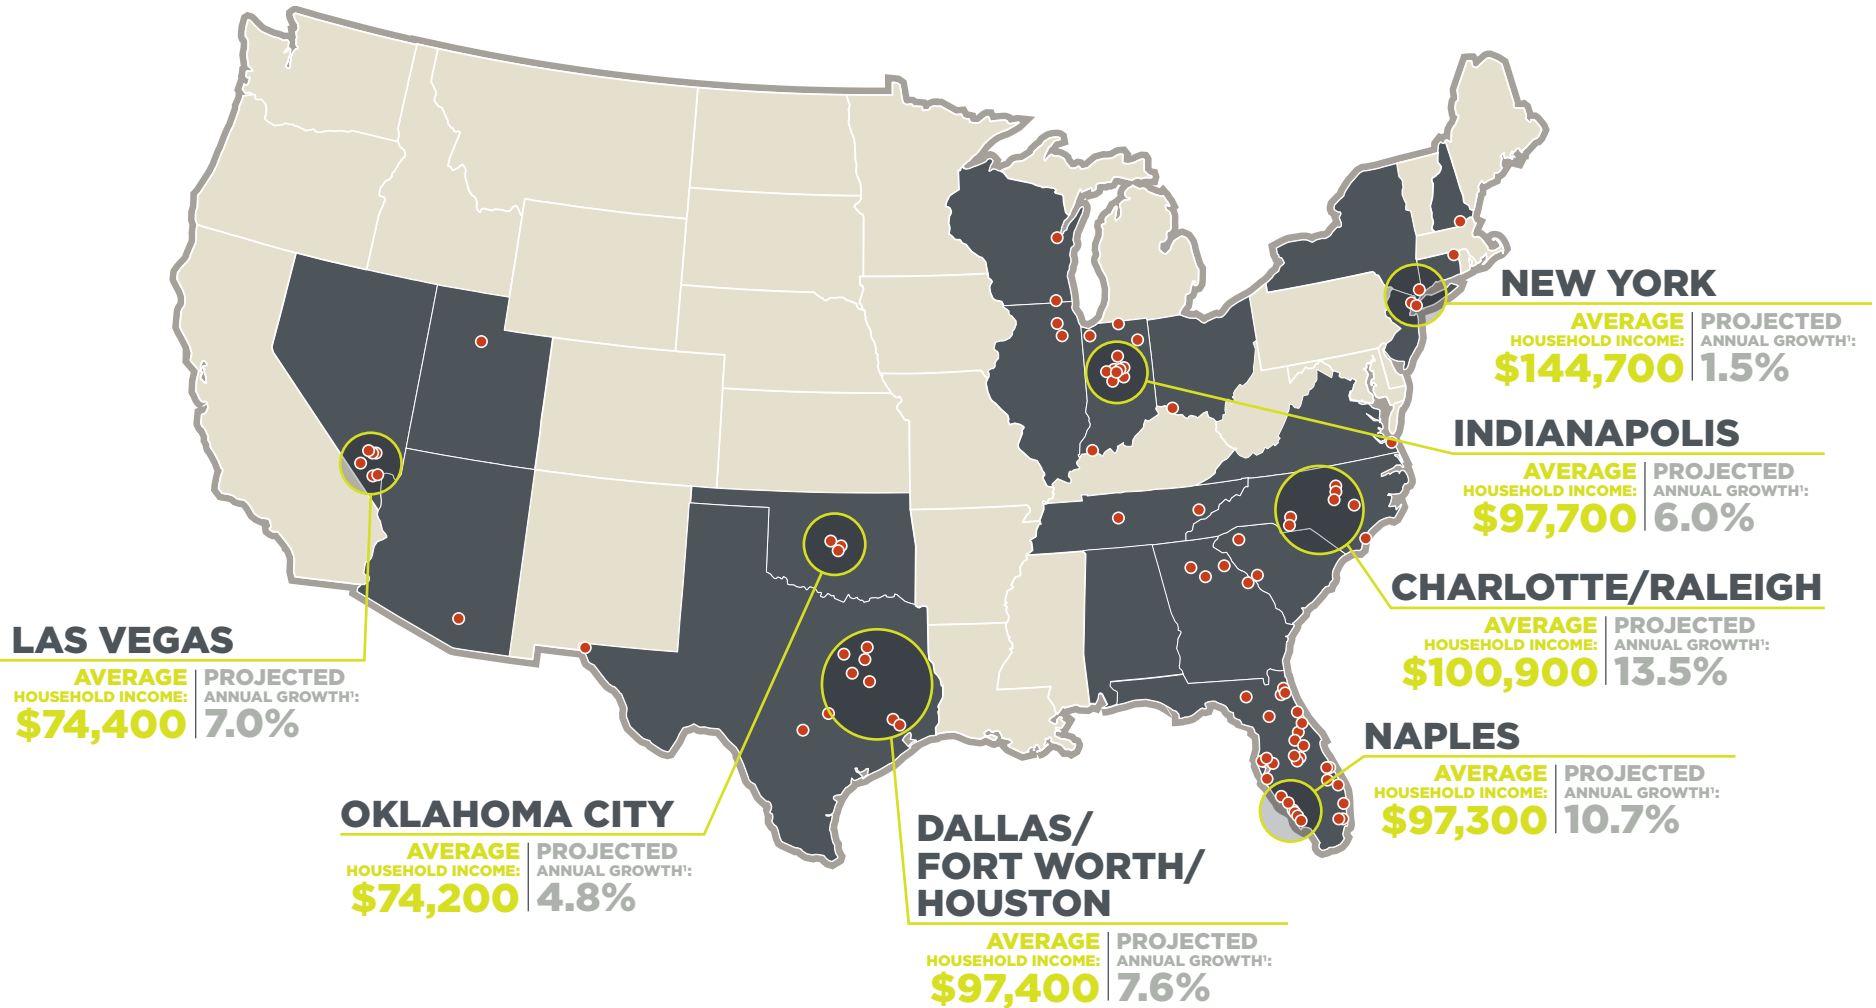 NEW YORK
AVERAGE
HOUSEHOLD INCOME:
$144,700
PROJECTED
ANNUAL GROWTH¹:
1.5%
INDIANAPOLIS
AVERAGE
HOUSEHOLD INCOME:
$97,700
PROJECTED
ANNUAL GROWTH¹:
6.0%
CHARLOTTE/RALEIGH
AVERAGE
HOUSEHOLD INCOME:
$100,900
PROJECTED
ANNUAL GROWTH¹:
13.5%
LAS VEGAS
AVERAGE
HOUSEHOLD INCOME:
$74,400
PROJECTED
ANNUAL GROWTH¹:
7.0%
NAPLES
AVERAGE
HOUSEHOLD INCOME:
$97,300
PROJECTED
ANNUAL GROWTH¹:
10.7%
OKLAHOMA CITY
AVERAGE
HOUSEHOLD INCOME:
$74,200
PROJECTED
ANNUAL GROWTH¹:
4.8%
DALLAS/
FORT WORTH/
HOUSTON
AVERAGE
HOUSEHOLD INCOME:
$97,400
PROJECTED
ANNUAL GROWTH¹:
7.6%